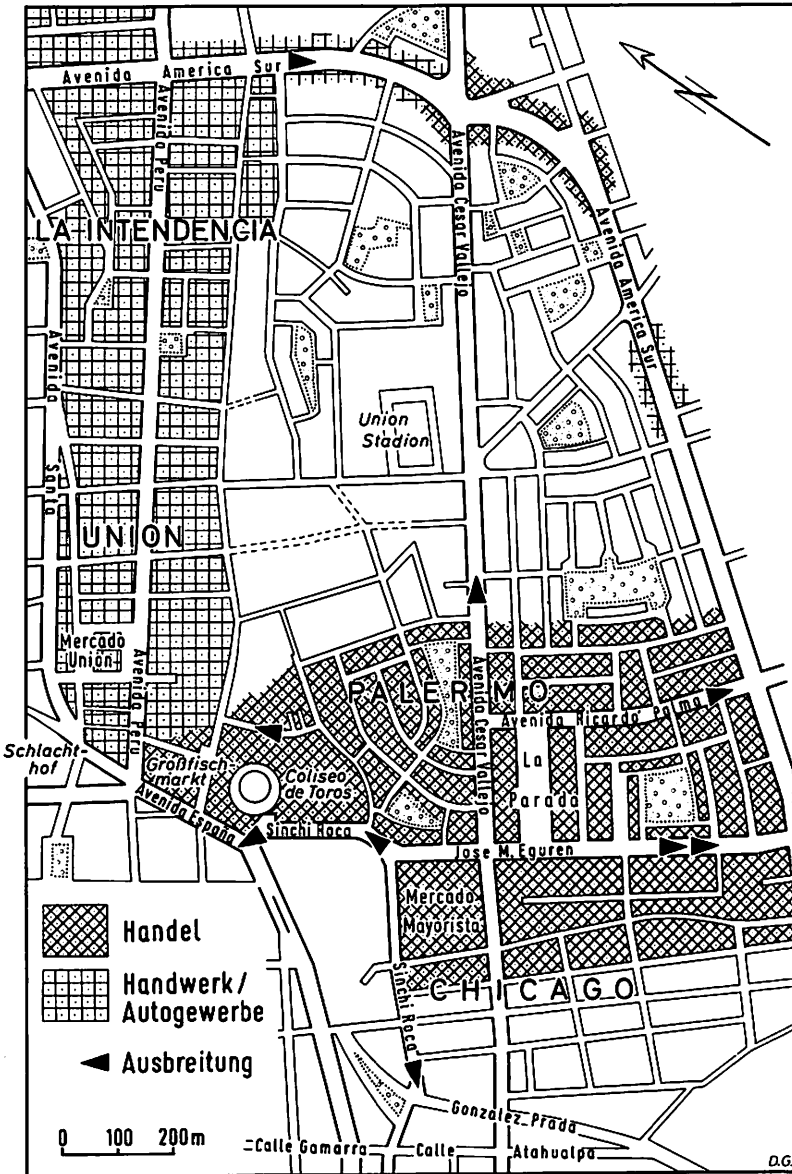 Avenida America Sur
Avenida Peru
Avenida Cesar Vallejo
LA INTENDENCIA
Avenida America Sur
Avenida Santa
Union
Stadion
UNION
Mercado
Union
Avenida Peru
PALERMO
Avenida Cesar Vallejo
Avenida Ricardo Palma
Schlacht-
hof
Großfisch-
markt
Coliseo
de Toros
La
Parada
Avenida España
Sinchi Roca
Jose M. Eguren
Mercado
Mayorista
Sinchi Roca
CHICAGO
Handel
Handwerk/
Autogewerbe
Ausbreitung
0 100 200m
Gonzalez Prada
Calle Gamarra
Calle Atahualpa
D.G.